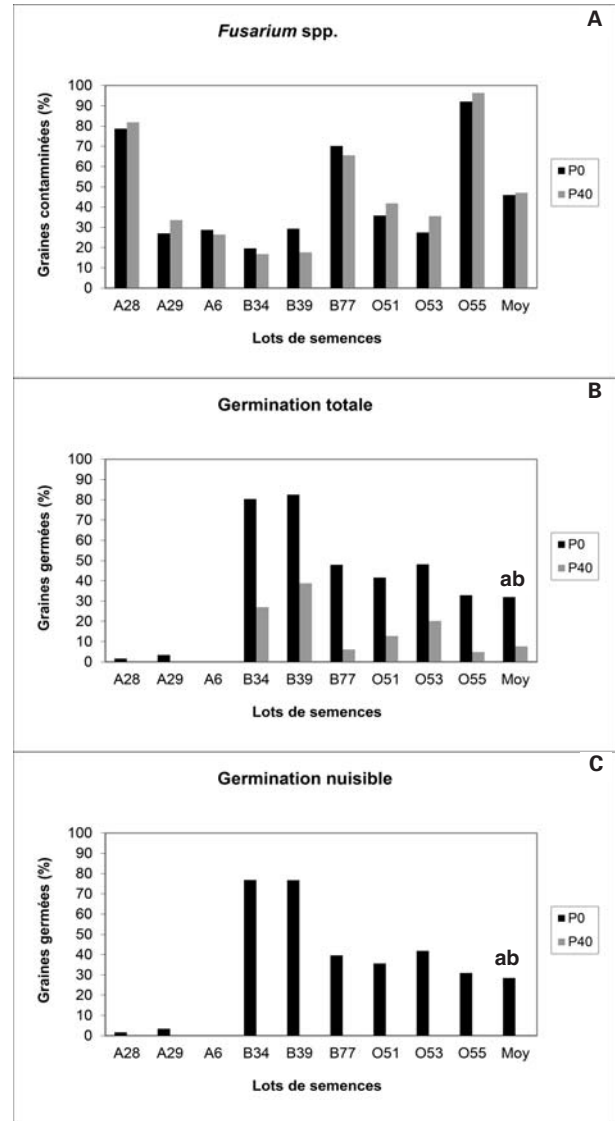 A
Fusarium spp.
Graines contamninées (%)
100
90
80
70
60
50
40
30
20
10
0
A28 A29 A6 B34 B39 B77 O51 O53 O55 Moy
Lots de semences
P0
P40
B
Germination totale
Graines germées (%)
100
90
80
70
60
50
40
30
20
10
0
ab
A28 A29 A6 B34 B39 B77 O51 O53 O55 Moy
Lots de semences
P0
P40
C
Germination nuisible
Graines germées (%)
100
90
80
70
60
50
40
30
20
10
0
ab
A28 A29 A6 B34 B39 B77 O51 O53 O55 Moy
Lots de semences
P0
P40